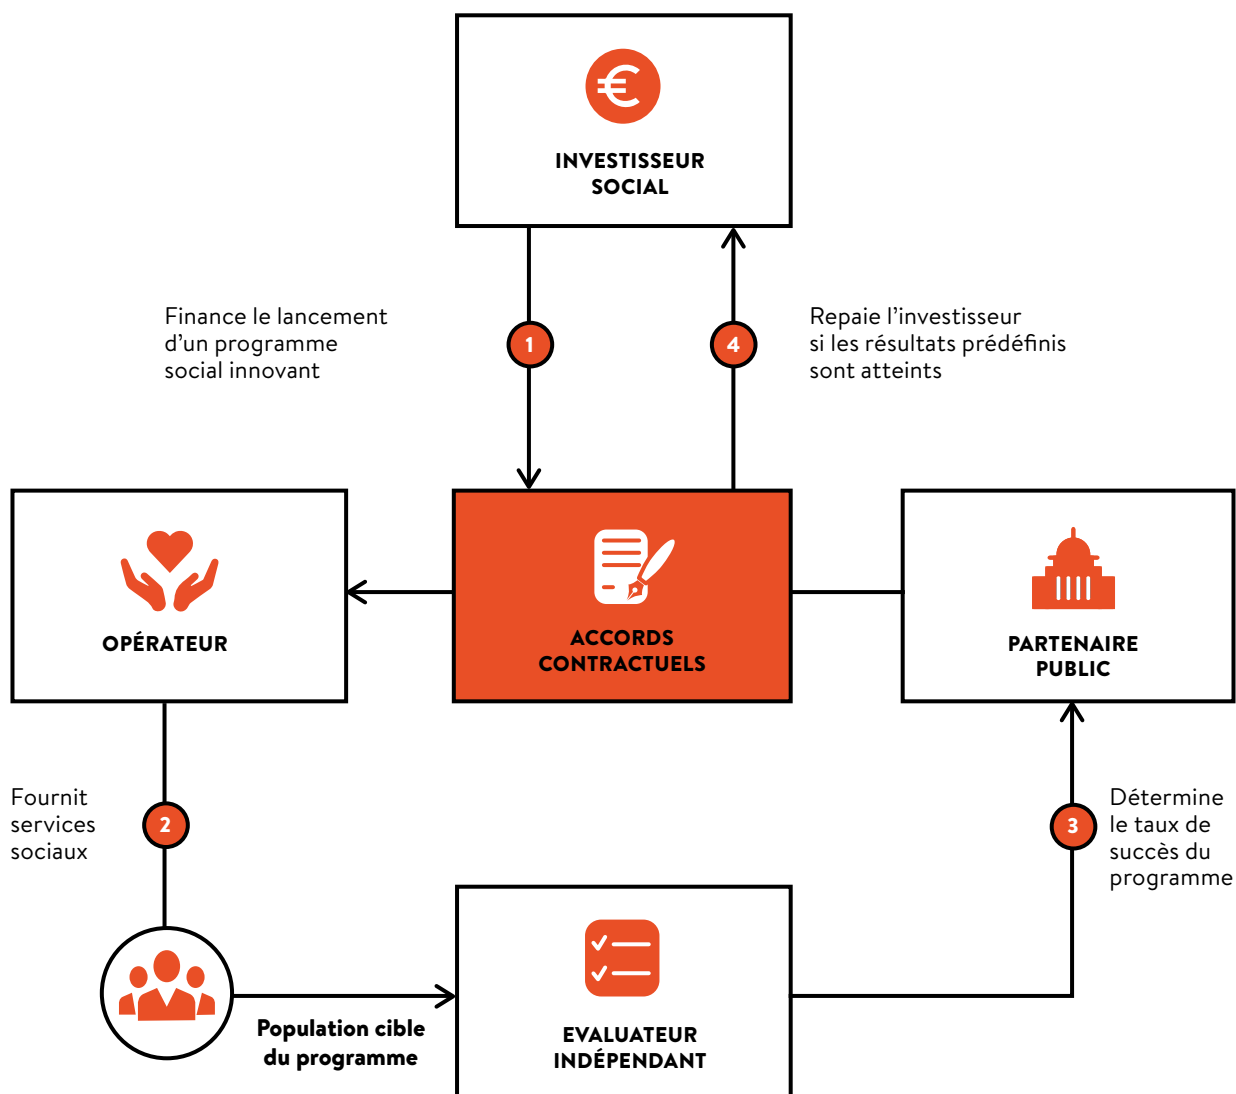 INVESTISSEUR
SOCIAL
Finance le lancement
d'un programme
social innovant
1
4
Repaie l'investisseur
si les résultats prédéfinis
sont atteints
OPÉRATEUR
ACCORDS
CONTRACTUELS
PARTENAIRE
PUBLIC
Fournit
services
sociaux
2
3
Détermine
le taux de
succès du
programme
Population cible
du programme
EVALUATEUR
INDÉPENDANT